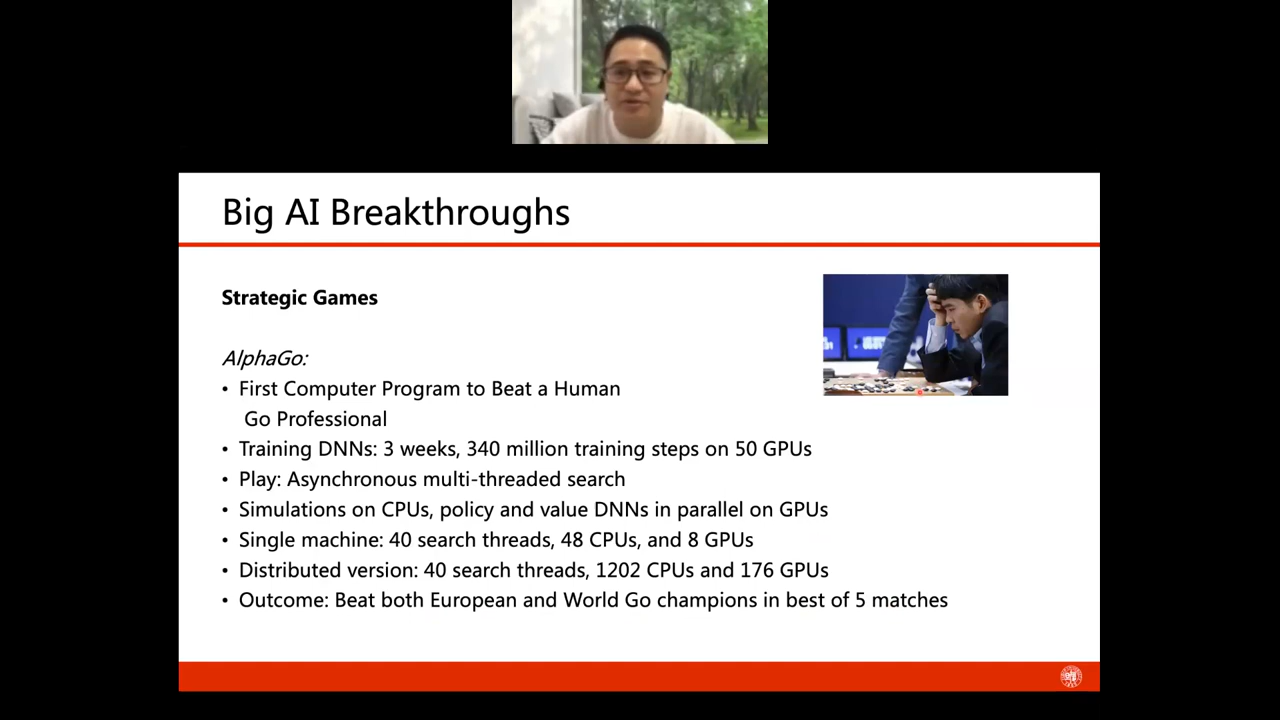 Big AI Breakthroughs
Strategic Games
AlphaGo:
• First Computer Program to Beat a Human
Go Professional
• Training DNNs: 3 weeks, 340 million training steps on 50 GPUs
• Play: Asynchronous multi-threaded search
• Simulations on CPUs, policy and value DNNs in parallel on GPUs
• Single machine: 40 search threads, 48 CPUs, and 8 GPUs
• Distributed version: 40 search threads, 1202 CPUs and 176 GPUs
• Outcome: Beat both European and World Go champions in best of 5 matches